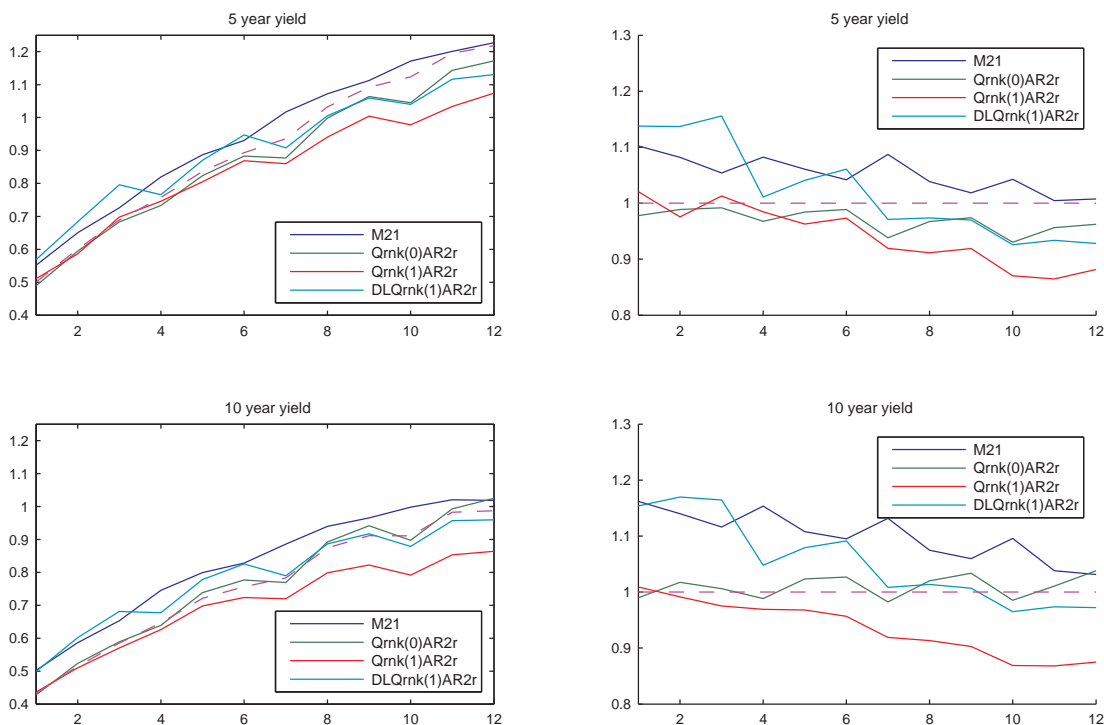 5 year yield
1.2
1.1
1
0.9
0.8
0.7
0.6
0.5
0.4
2
4
6
8
10
12
M21
Qrnk(0)AR2r
Qrnk(1)AR2r
DLQrnk(1)AR2r
5 year yield
1.3
1.2
1.1
1
0.9
0.8
2
4
6
8
10
12
M21
Qrnk(0)AR2r
Qrnk(1)AR2r
DLQrnk(1)AR2r
10 year yield
1.2
1.1
1
0.9
0.8
0.7
0.6
0.5
0.4
2
4
6
8
10
12
M21
Qrnk(0)AR2r
Qrnk(1)AR2r
DLQrnk(1)AR2r
10 year yield
1.3
1.2
1.1
1
0.9
0.8
2
4
6
8
10
12
M21
Qrnk(0)AR2r
Qrnk(1)AR2r
DLQrnk(1)AR2r